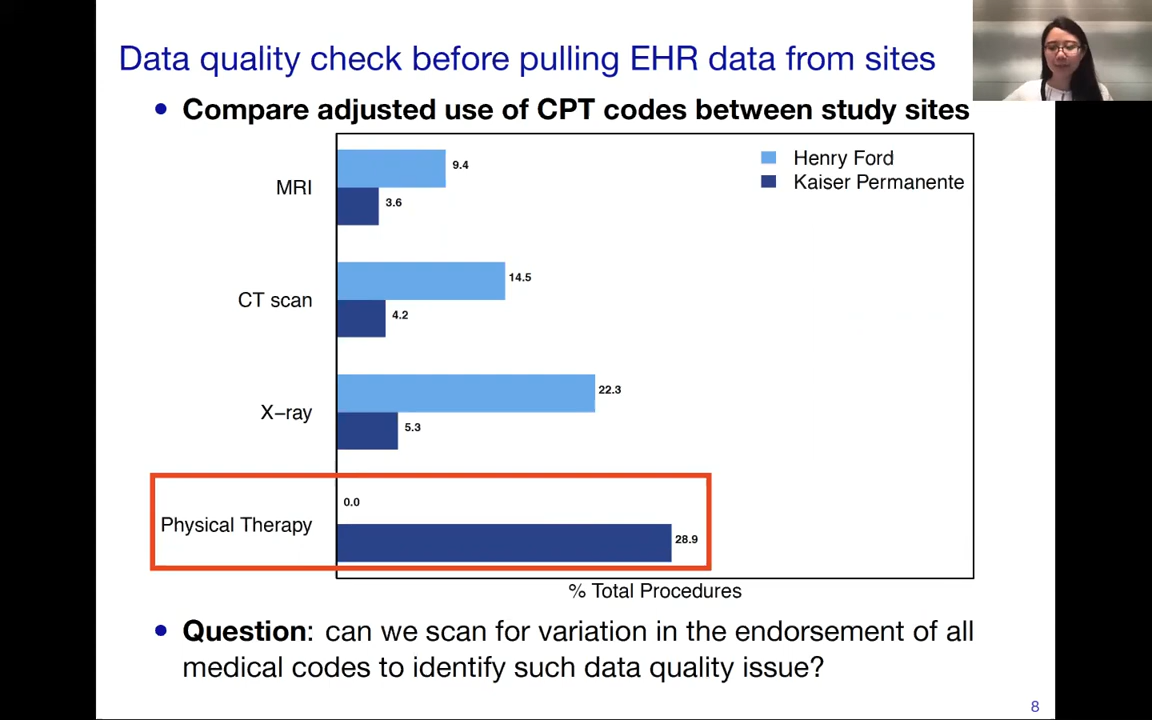 Data quality check before pulling EHR data from sites
• Compare adjusted use of CPT codes between study sites
Henry Ford
Kaiser Permanente
MRI
9.4
3.6
CT scan
14.5
4.2
X−ray
22.3
5.3
Physical Therapy
0.0
28.9
% Total Procedures
• Question: can we scan for variation in the endorsement of all
medical codes to identify such data quality issue?
8